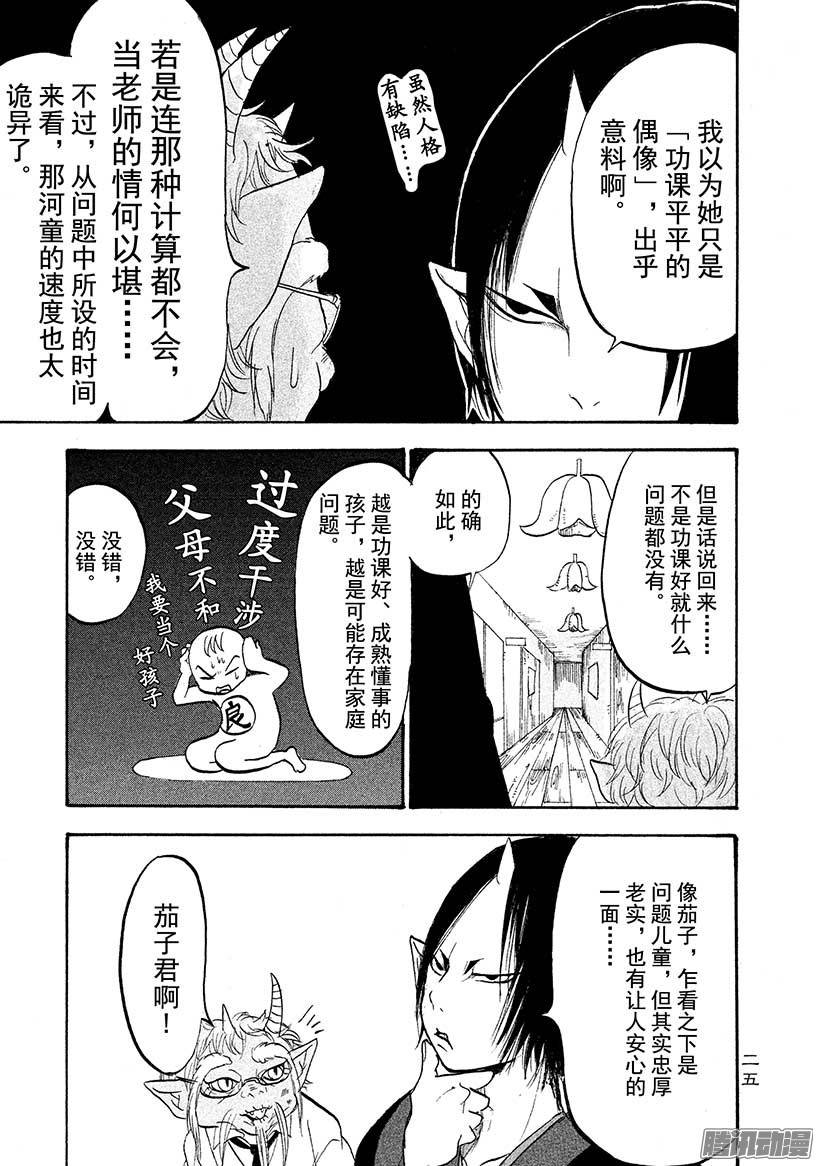 我以为她只是
「功课平平的
偶像」，出乎
意料啊。
虽然人格
有缺陷……
若是连那种计算都不会，
当老师的情何以堪……
不过，从问题中所设的时间
来看，那河童的速度也太
诡异了。
但是话说回来……
不是功课好就什么
问题都没有。
的确
如此，
越是功课好、成熟懂事的
孩子，越是可能存在家庭
问题。
过度干涉
父母不和
我要当个
好孩子
良
没错，
没错。
像茄子，乍看之下是
问题儿童，但其实忠厚
老实，也有让人安心的
一面……
茄子君啊！
二五
腾讯动漫